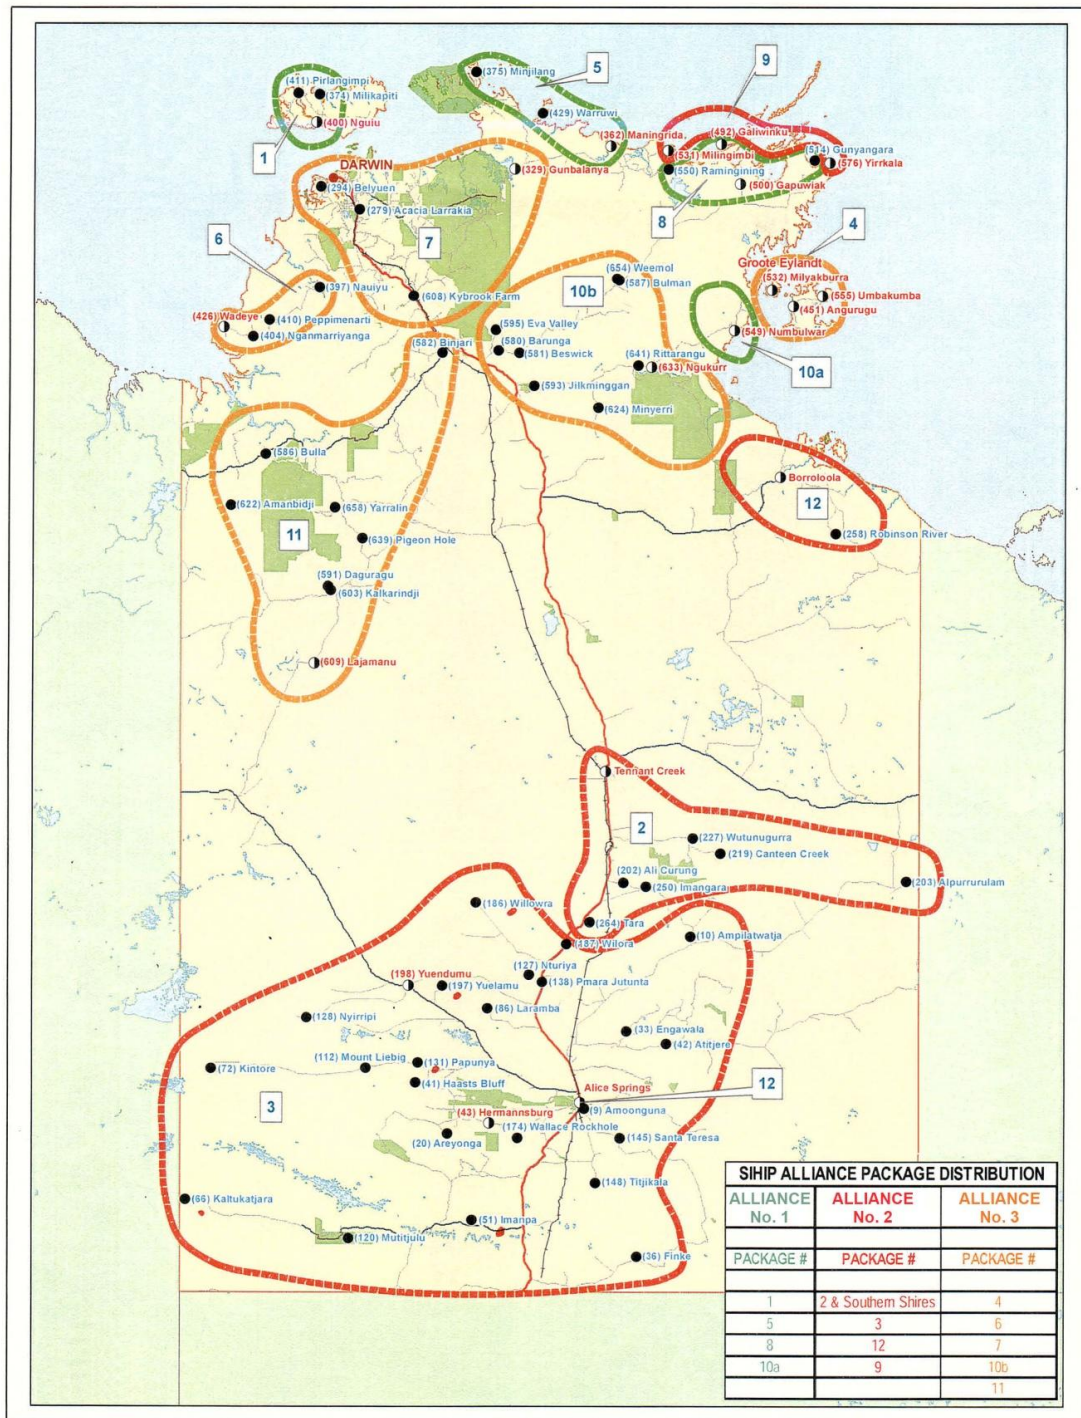 (375) Minjilang
5
9
(411) Pirlangimpi
(374) Milikapiti
(400) Nguiu
1
(429) Warruwi
(362) Maningrida.
(492) Galiwinku
(514) Gunyangara
(531) Milingimbi
(576) Yirrkala
(329) Gunbalanya
(550) Ramingining
(500) Gapuwiak
DARWIN
(294) Belyuen
(279) Acacia Larrakia
8
4
6
7
Groote Eylandt
(532) Milyakburra
(555) Umbakumba
(451) Angurugu
(654) Weemol
(587) Bulman
10b
(397) Nauiyu
(608) Kybrook Farm
(426) Wadeye
(410) Peppimenarti
(404) Nganmarriyanga
(595) Eva Valley
(549) Numbulwar
(582) Binjari
(580) Barunga
(581) Beswick
(641) Rittarangu
(633) Ngukurr
10a
(593) Jilkminggan
(624) Minyerri
(586) Bulla
Borroloola
12
(622) Amanbidji
(658) Yarralin
(258) Robinson River
11
(639) Pigeon Hole
(591) Daguragu
(603) Kalkarindji
(609) Lajamanu
Tennant Creek
2
(227) Wutunugurra
(219) Canteen Creek
(202) Ali Curung
(250) Imangara
(203) Alpurrurulam
(186) Willowra
(264) Tara
(187) Wilora
(10) Ampilatwatja
(127) Nturiya
(198) Yuendumu
(197) Yuelamu
(138) Pmara Jutunta
(86) Laramba
(128) Nyirripi
(33) Engawala
(42) Atitjere
(112) Mount Liebig
(131) Papunya
(72) Kintore
(41) Haasts Bluff
Alice Springs
12
3
(9) Amoonguna
(43) Hermannsburg
(174) Wallace Rockhole
(20) Areyonga
(145) Santa Teresa
(148) Titjikala
(66) Kaltukatjara
(51) Imanpa
(120) Mutitjulu
(36) Finke
SIHIP ALLIANCE PACKAGE DISTRIBUTION
ALLIANCE No. 1 ALLIANCE No. 2 ALLIANCE No. 3
PACKAGE # PACKAGE # PACKAGE #
1 2 & Southern Shires 4
5 3 6
8 12 7
10a 9 10b
11